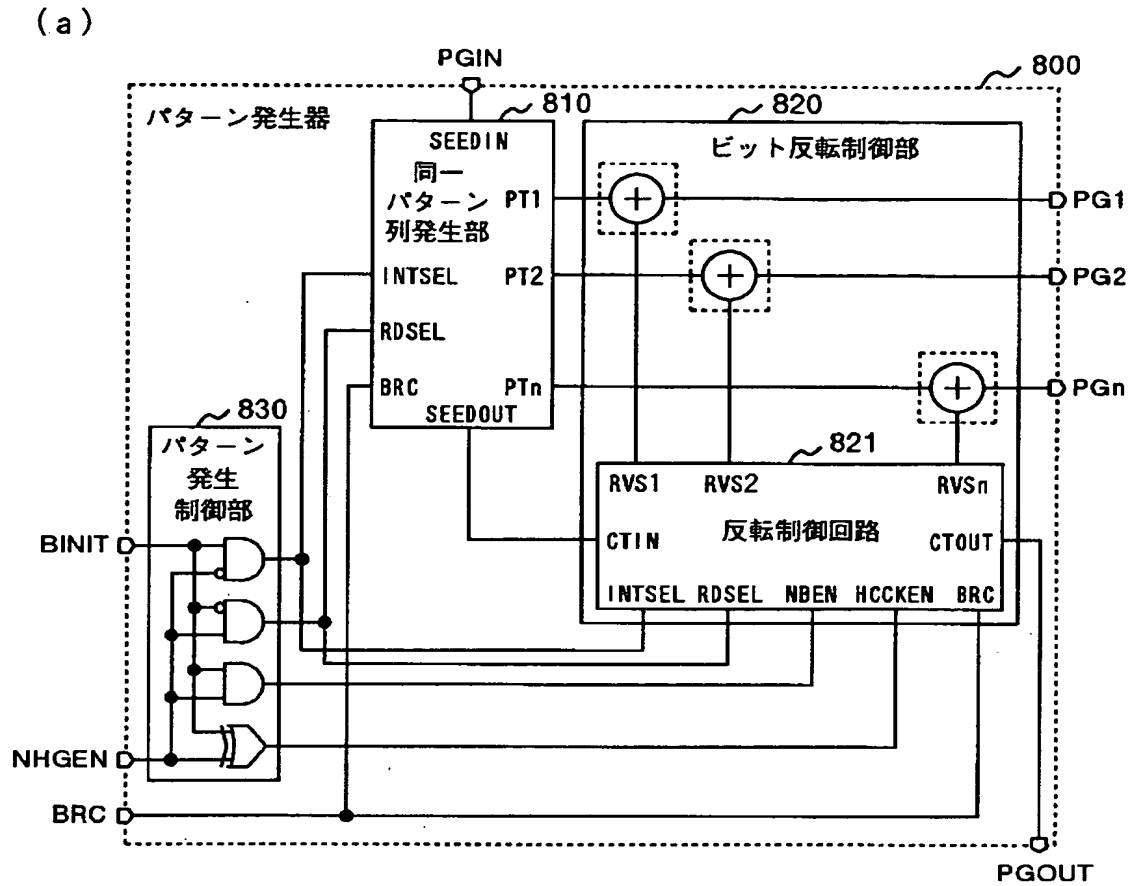 (a)
PGIN
800
パターン発生器
810
820
SEEDIN
ビット反転制御部
同一
パターン
列発生部
PT1
PG1
INTSEL
PT2
PG2
RDSEL
BRC
PTn
PGn
SEEDOUT
830
821
パターン
発生
制御部
RVS1
RVS2
RVSn
反転制御回路
BINIT
CTIN
CTOUT
INTSEL
RDSEL
NBEN
HCCKEN
BRC
NHGEN
BRC
PGOUT